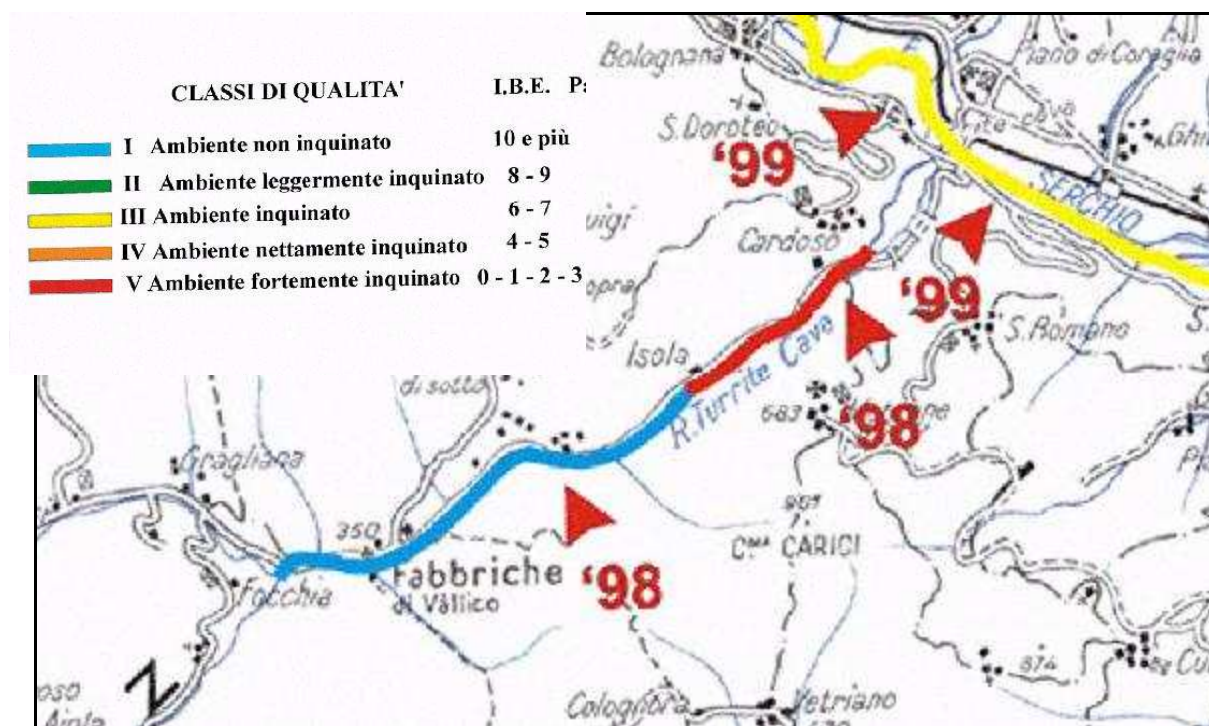 CLASSI DI QUALITA' I.B.E.
I Ambiente non inquinato 10 e più
II Ambiente leggermente inquinato 8 - 9
III Ambiente inquinato 6 - 7
IV Ambiente nettamente inquinato 4 - 5
V Ambiente fortemente inquinato 0 - 1 - 2 - 3
Bolognana
Piano di Coreglia
S. Doroteo
'99
SERCHIO
Cardoso
'99
S. Romano
Isola
R. Turrite Cava
di sotto
683
'98
Gragliana
350
C.ma CARIGI
Fabbriche
di Vallico
'98
Focchia
874
Colognora
Vetriano